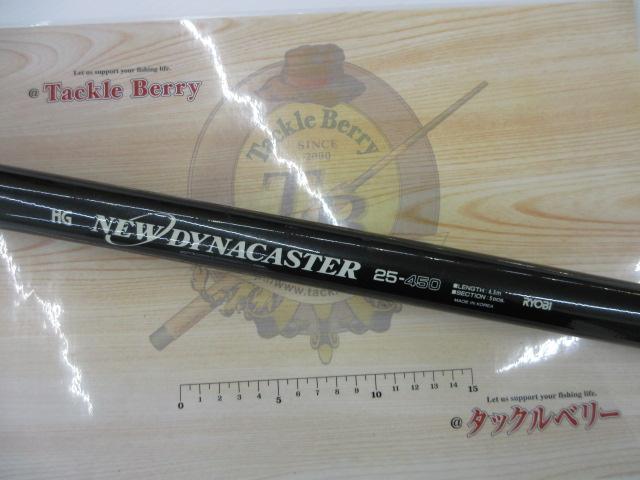 Let us support your fishing life.
@ Tackle Berry
Tackle Berry
SINCE
2000
TB
www.tack
HG NEW DYNACASTER 25-450
■LENGTH : 4.5m
■SECTION : 5pcs.
MADE IN KOREA
RYOBI
0 1 2 3 4 5 6 7 8 9 10 11 12 13 14 15
Let us support your fishing life.
@ タックルベリー